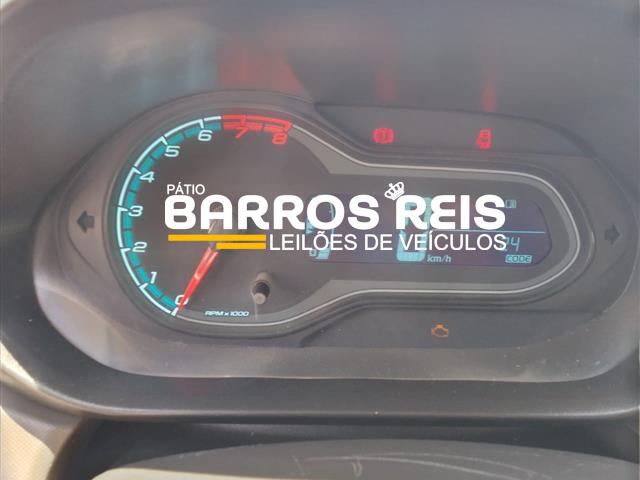 6 7 8
5
4
3
2
1
0
RPM x 1000
PÁTIO
BARROS REIS
LEILÕES DE VEÍCULOS
km/h
CODE